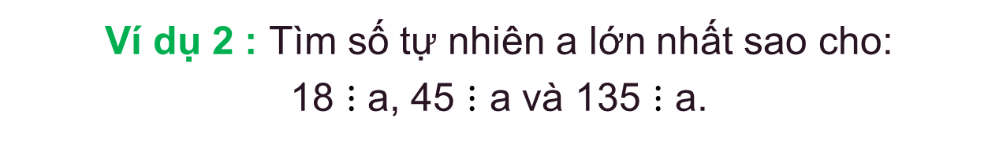 Ví dụ 2 : Tìm số tự nhiên a lớn nhất sao cho:
18 ⋮ a, 45 ⋮ a và 135 ⋮ a.